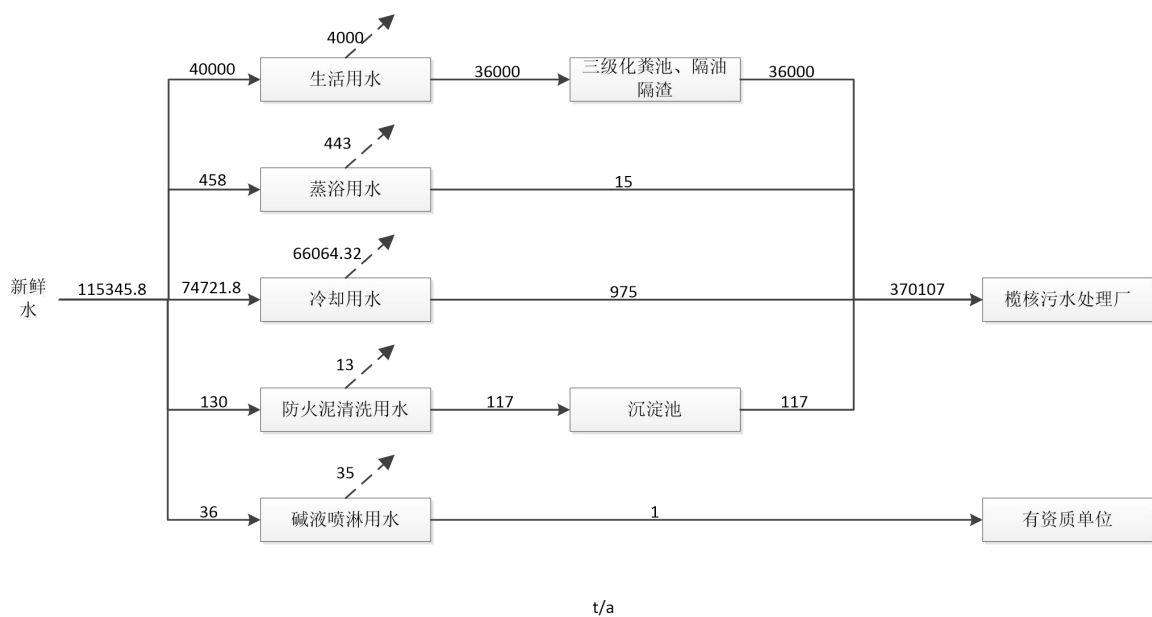 4000
40000
生活用水
36000
三级化粪池、隔油
隔渣
36000
443
458
蒸浴用水
15
66064.32
新鲜
水
115345.8
74721.8
冷却用水
975
370107
榄核污水处理厂
13
130
防火泥清洗用水
117
沉淀池
117
35
36
碱液喷淋用水
1
有资质单位
t/a